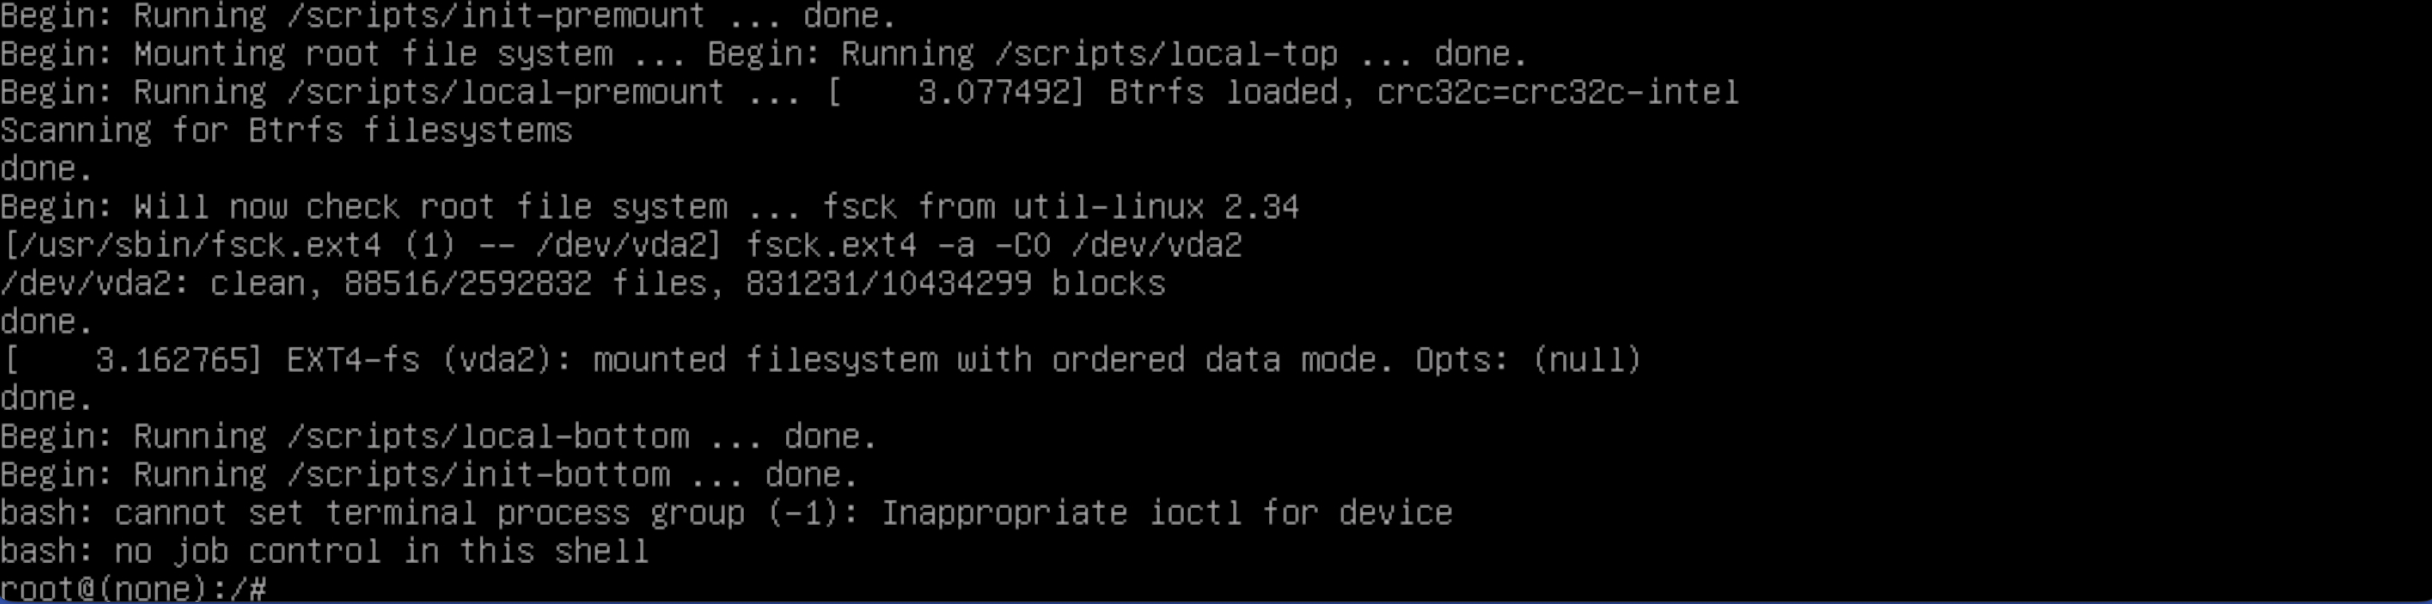 Begin: Running /scripts/init-premount ... done.
Begin: Mounting root file system ... Begin: Running /scripts/local-top ... done.
Begin: Running /scripts/local-premount ... [    3.077492] Btrfs loaded, crc32c=crc32c-intel
Scanning for Btrfs filesystems
done.
Begin: Will now check root file system ... fsck from util-linux 2.34
[/usr/sbin/fsck.ext4 (1) -- /dev/vda2] fsck.ext4 -a -C0 /dev/vda2
/dev/vda2: clean, 88516/2592832 files, 831231/10434299 blocks
done.
[    3.162765] EXT4-fs (vda2): mounted filesystem with ordered data mode. Opts: (null)
done.
Begin: Running /scripts/local-bottom ... done.
Begin: Running /scripts/init-bottom ... done.
bash: cannot set terminal process group (-1): Inappropriate ioctl for device
bash: no job control in this shell
root@(none):/#